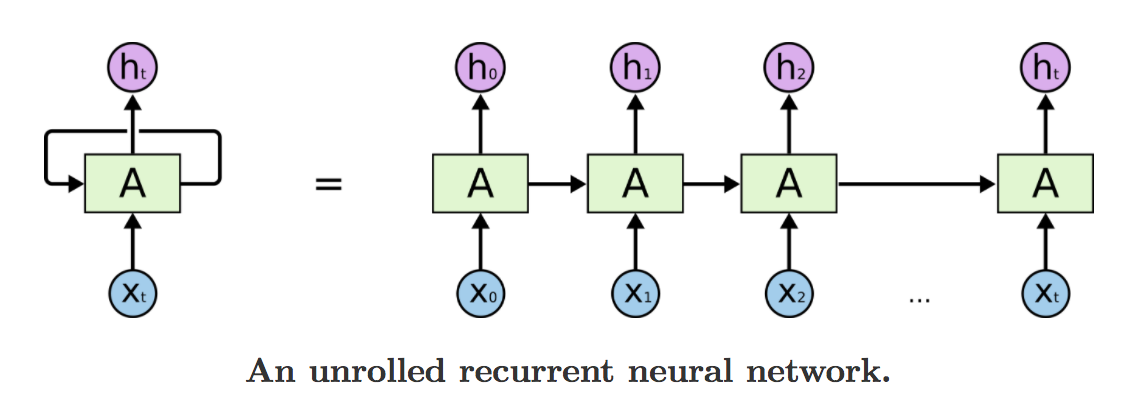 hₜ h₀ h₁ h₂ hₜ
A = A A A A
xₜ x₀ x₁ x₂ ... xₜ
An unrolled recurrent neural network.